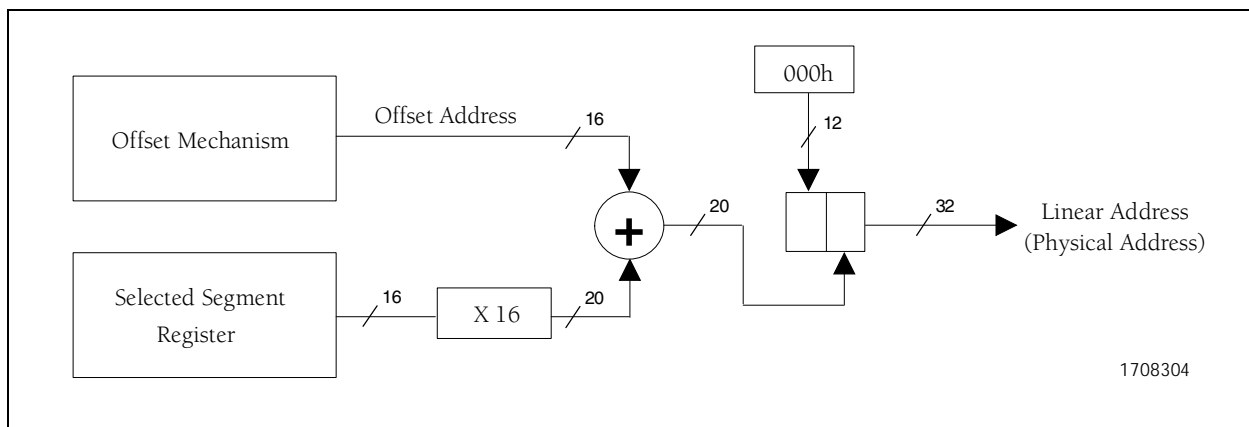 000h
12
Offset Mechanism
Offset Address
16
+
20
32
Linear Address
(Physical Address)
Selected Segment
Register
16
X 16
20
1708304